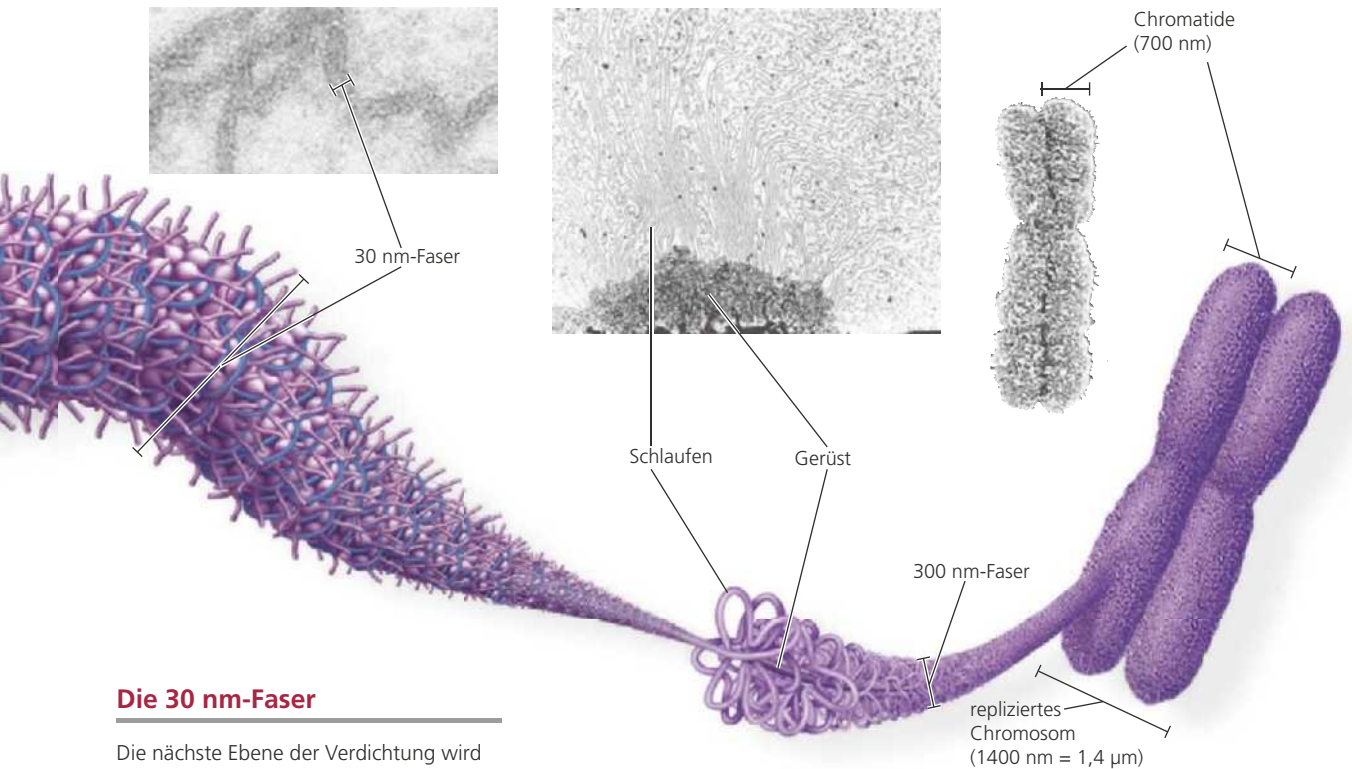 Chromatide
(700 nm)
30 nm-Faser
Schlaufen
Gerüst
300 nm-Faser
repliziertes
Chromosom
(1400 nm = 1,4 µm)
Die 30 nm-Faser
Die nächste Ebene der Verdichtung wird